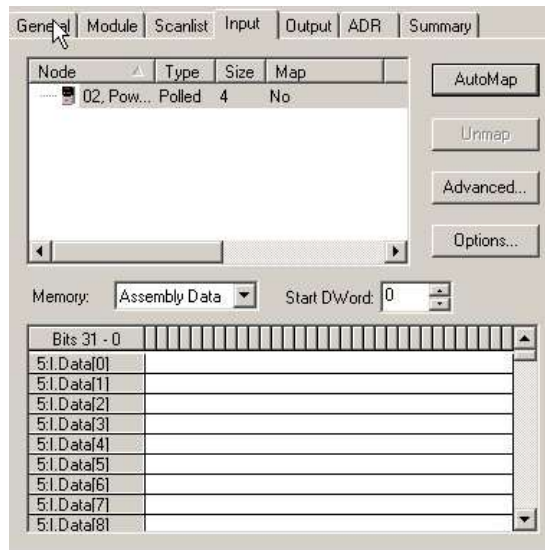 General Module Scanlist Input Output ADR Summary
Node Type Size Map
02, Pow... Polled 4 No
AutoMap
Unmap
Advanced...
Options...
Memory: Assembly Data Start DWord: 0
Bits 31 - 0
5:I.Data[0]
5:I.Data[1]
5:I.Data[2]
5:I.Data[3]
5:I.Data[4]
5:I.Data[5]
5:I.Data[6]
5:I.Data[7]
5:I.Data[8]